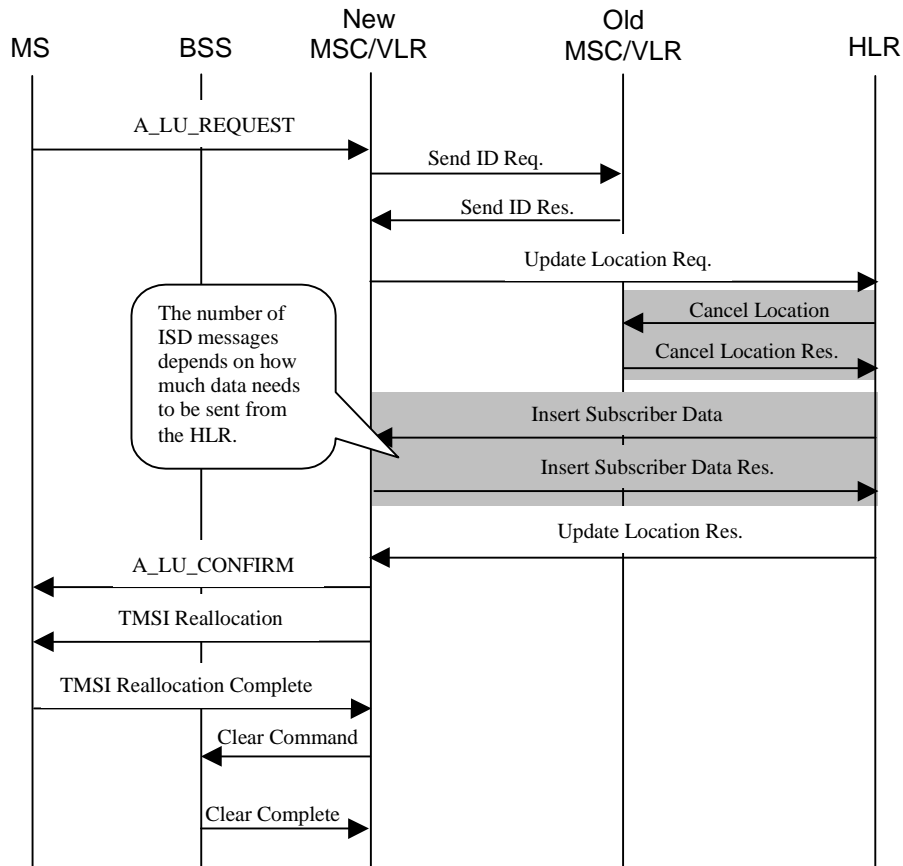 New
Old
MS
BSS
MSC/VLR
MSC/VLR
HLR
A_LU_REQUEST
Send ID Req.
Send ID Res.
Update Location Req.
The number of
ISD messages
depends on how
much data needs
to be sent from
the HLR.
Cancel Location
Cancel Location Res.
Insert Subscriber Data
Insert Subscriber Data Res.
Update Location Res.
A_LU_CONFIRM
TMSI Reallocation
TMSI Reallocation Complete
Clear Command
Clear Complete